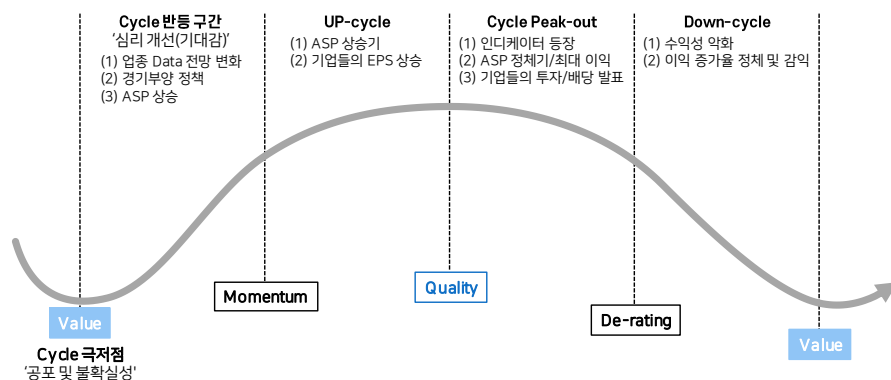 Cycle 반등 구간
'심리 개선(기대감)'
(1) 업종 Data 전망 변화
(2) 경기부양 정책
(3) ASP 상승
UP-cycle
(1) ASP 상승기
(2) 기업들의 EPS 상승
Cycle Peak-out
(1) 인디케이터 등장
(2) ASP 정체기/최대 이익
(3) 기업들의 투자/배당 발표
Down-cycle
(1) 수익성 악화
(2) 이익 증가율 정체 및 감익
Value
Momentum
Quality
De-rating
Value
Cycle 극저점
'공포 및 불확실성'